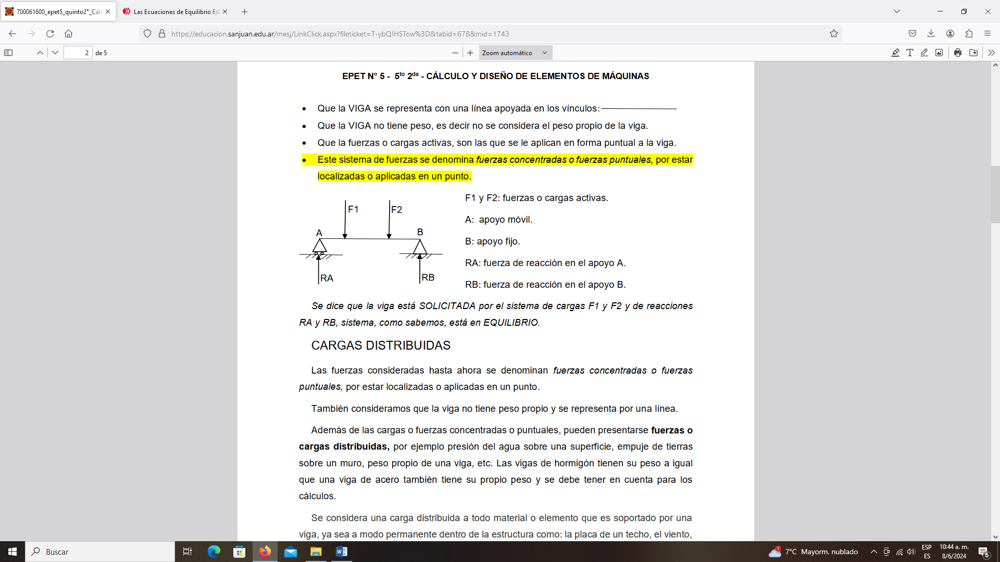 700061600_epet5_quinto2°_Cálc
Las Ecuaciones de Equilibrio Est
https://educacion.sanjuan.edu.ar/mesj/LinkClick.aspx?fileticket=T-ybQIHSTow%3D&tabid=678&mid=1743
2 de 5
Zoom automático
EPET N° 5 - 5to 2da - CÁLCULO Y DISEÑO DE ELEMENTOS DE MÁQUINAS
• Que la VIGA se representa con una línea apoyada en los vínculos:
• Que la VIGA no tiene peso, es decir no se considera el peso propio de la viga.
• Que la fuerzas o cargas activas, son las que se le aplican en forma puntual a la viga.
• Este sistema de fuerzas se denomina fuerzas concentradas o fuerzas puntuales, por estar
localizadas o aplicadas en un punto.
F1
F2
A
B
RA
RB
F1 y F2: fuerzas o cargas activas.
A: apoyo móvil.
B: apoyo fijo.
RA: fuerza de reacción en el apoyo A.
RB: fuerza de reacción en el apoyo B.
Se dice que la viga está SOLICITADA por el sistema de cargas F1 y F2 y de reacciones
RA y RB, sistema, como sabemos, está en EQUILIBRIO.
CARGAS DISTRIBUIDAS
Las fuerzas consideradas hasta ahora se denominan fuerzas concentradas o fuerzas
puntuales, por estar localizadas o aplicadas en un punto.
También consideramos que la viga no tiene peso propio y se representa por una línea.
Además de las cargas o fuerzas concentradas o puntuales, pueden presentarse fuerzas o
cargas distribuidas, por ejemplo presión del agua sobre una superficie, empuje de tierras
sobre un muro, peso propio de una viga, etc. Las vigas de hormigón tienen su peso a igual
que una viga de acero también tiene su propio peso y se debe tener en cuenta para los
cálculos.
Se considera una carga distribuida a todo material o elemento que es soportado por una
viga, ya sea a modo permanente dentro de la estructura como: la placa de un techo, el viento,
Buscar
1
7°C Mayorm. nublado
ESP
ES
10:44 a. m.
8/6/2024
6